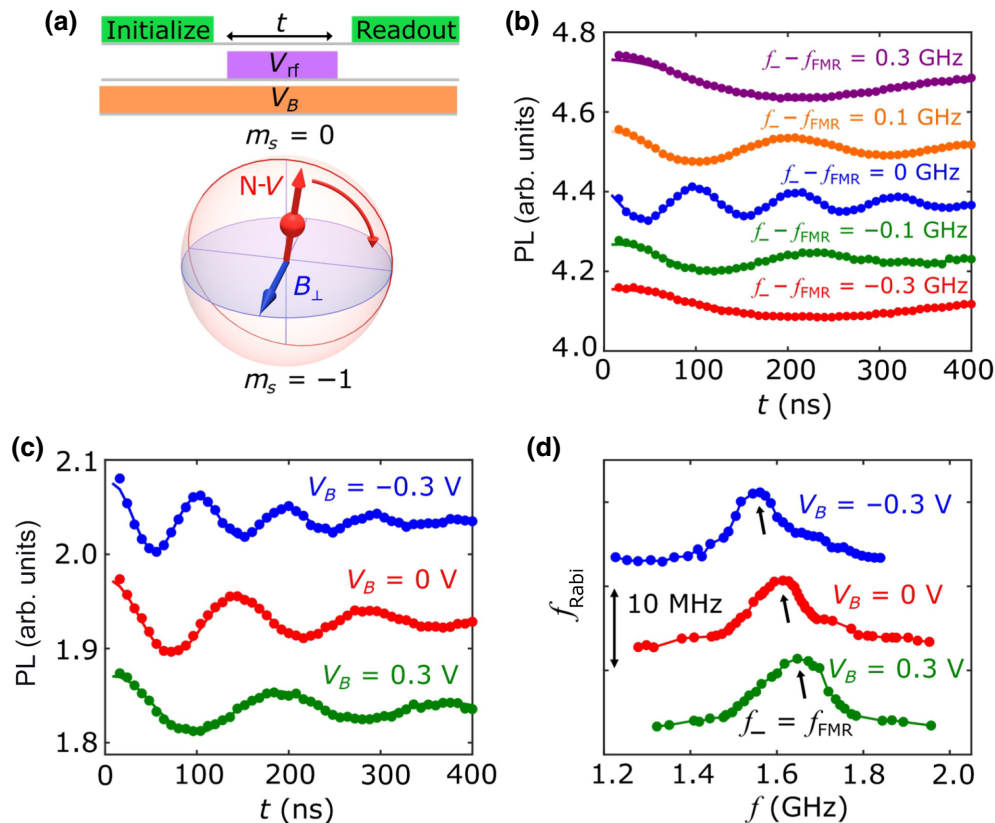 (a)
Initialize
t
Readout
V_rf
V_B
m_s = 0
N-V
B_⊥
m_s = −1
(b)
PL (arb. units)
4.8
4.6
4.4
4.2
4.0
f_− f_FMR = 0.3 GHz
f_− f_FMR = 0.1 GHz
f_− f_FMR = 0 GHz
f_− f_FMR = −0.1 GHz
f_− f_FMR = −0.3 GHz
0 100 200 300 400
t (ns)
(c)
PL (arb. units)
2.1
2.0
1.9
1.8
V_B = −0.3 V
V_B = 0 V
V_B = 0.3 V
0 100 200 300 400
t (ns)
(d)
f_Rabi
10 MHz
V_B = −0.3 V
V_B = 0 V
V_B = 0.3 V
f_− = f_FMR
1.2 1.4 1.6 1.8 2.0
f (GHz)